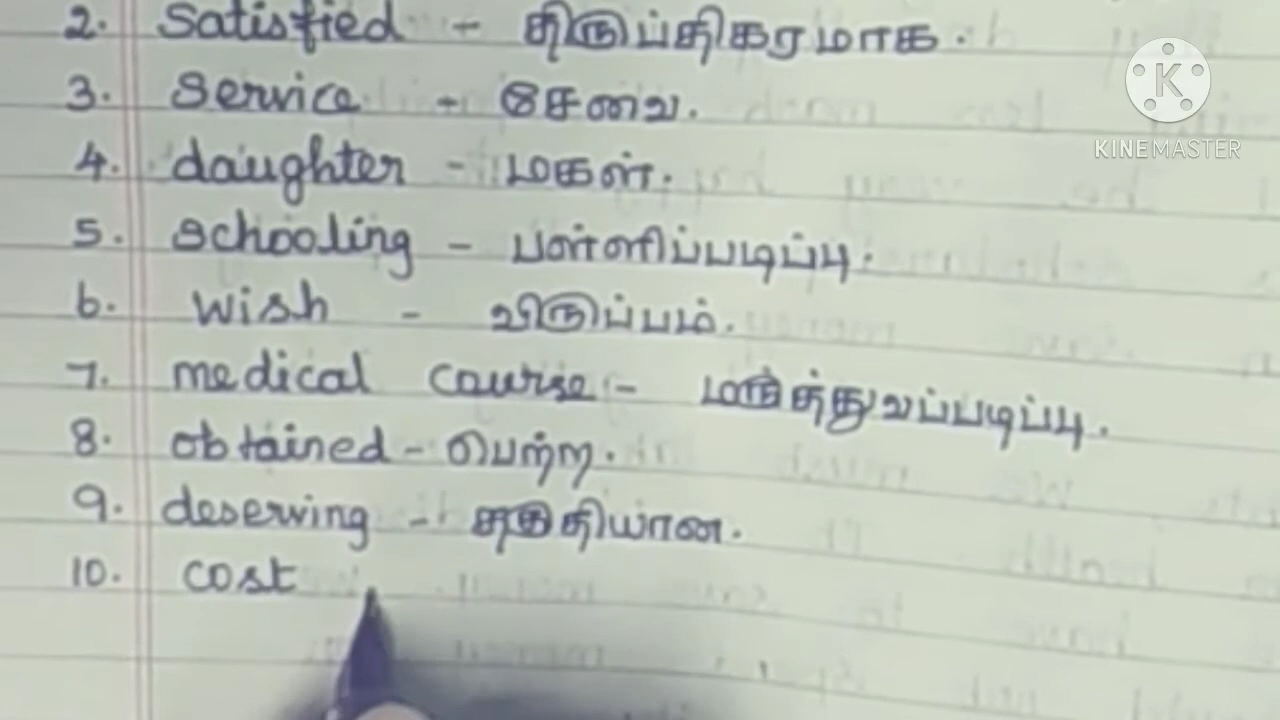 2. satisfied - திருப்திகரமாக.
3. service - சேவை.
4. daughter - மகள்.
5. schooling - பள்ளிப்படிப்பு.
6. wish - விருப்பம்.
7. medical course - மருத்துவப்படிப்பு.
8. obtained - பெற்ற.
9. deserving - தகுதியான.
10. cost
K
KINEMASTER